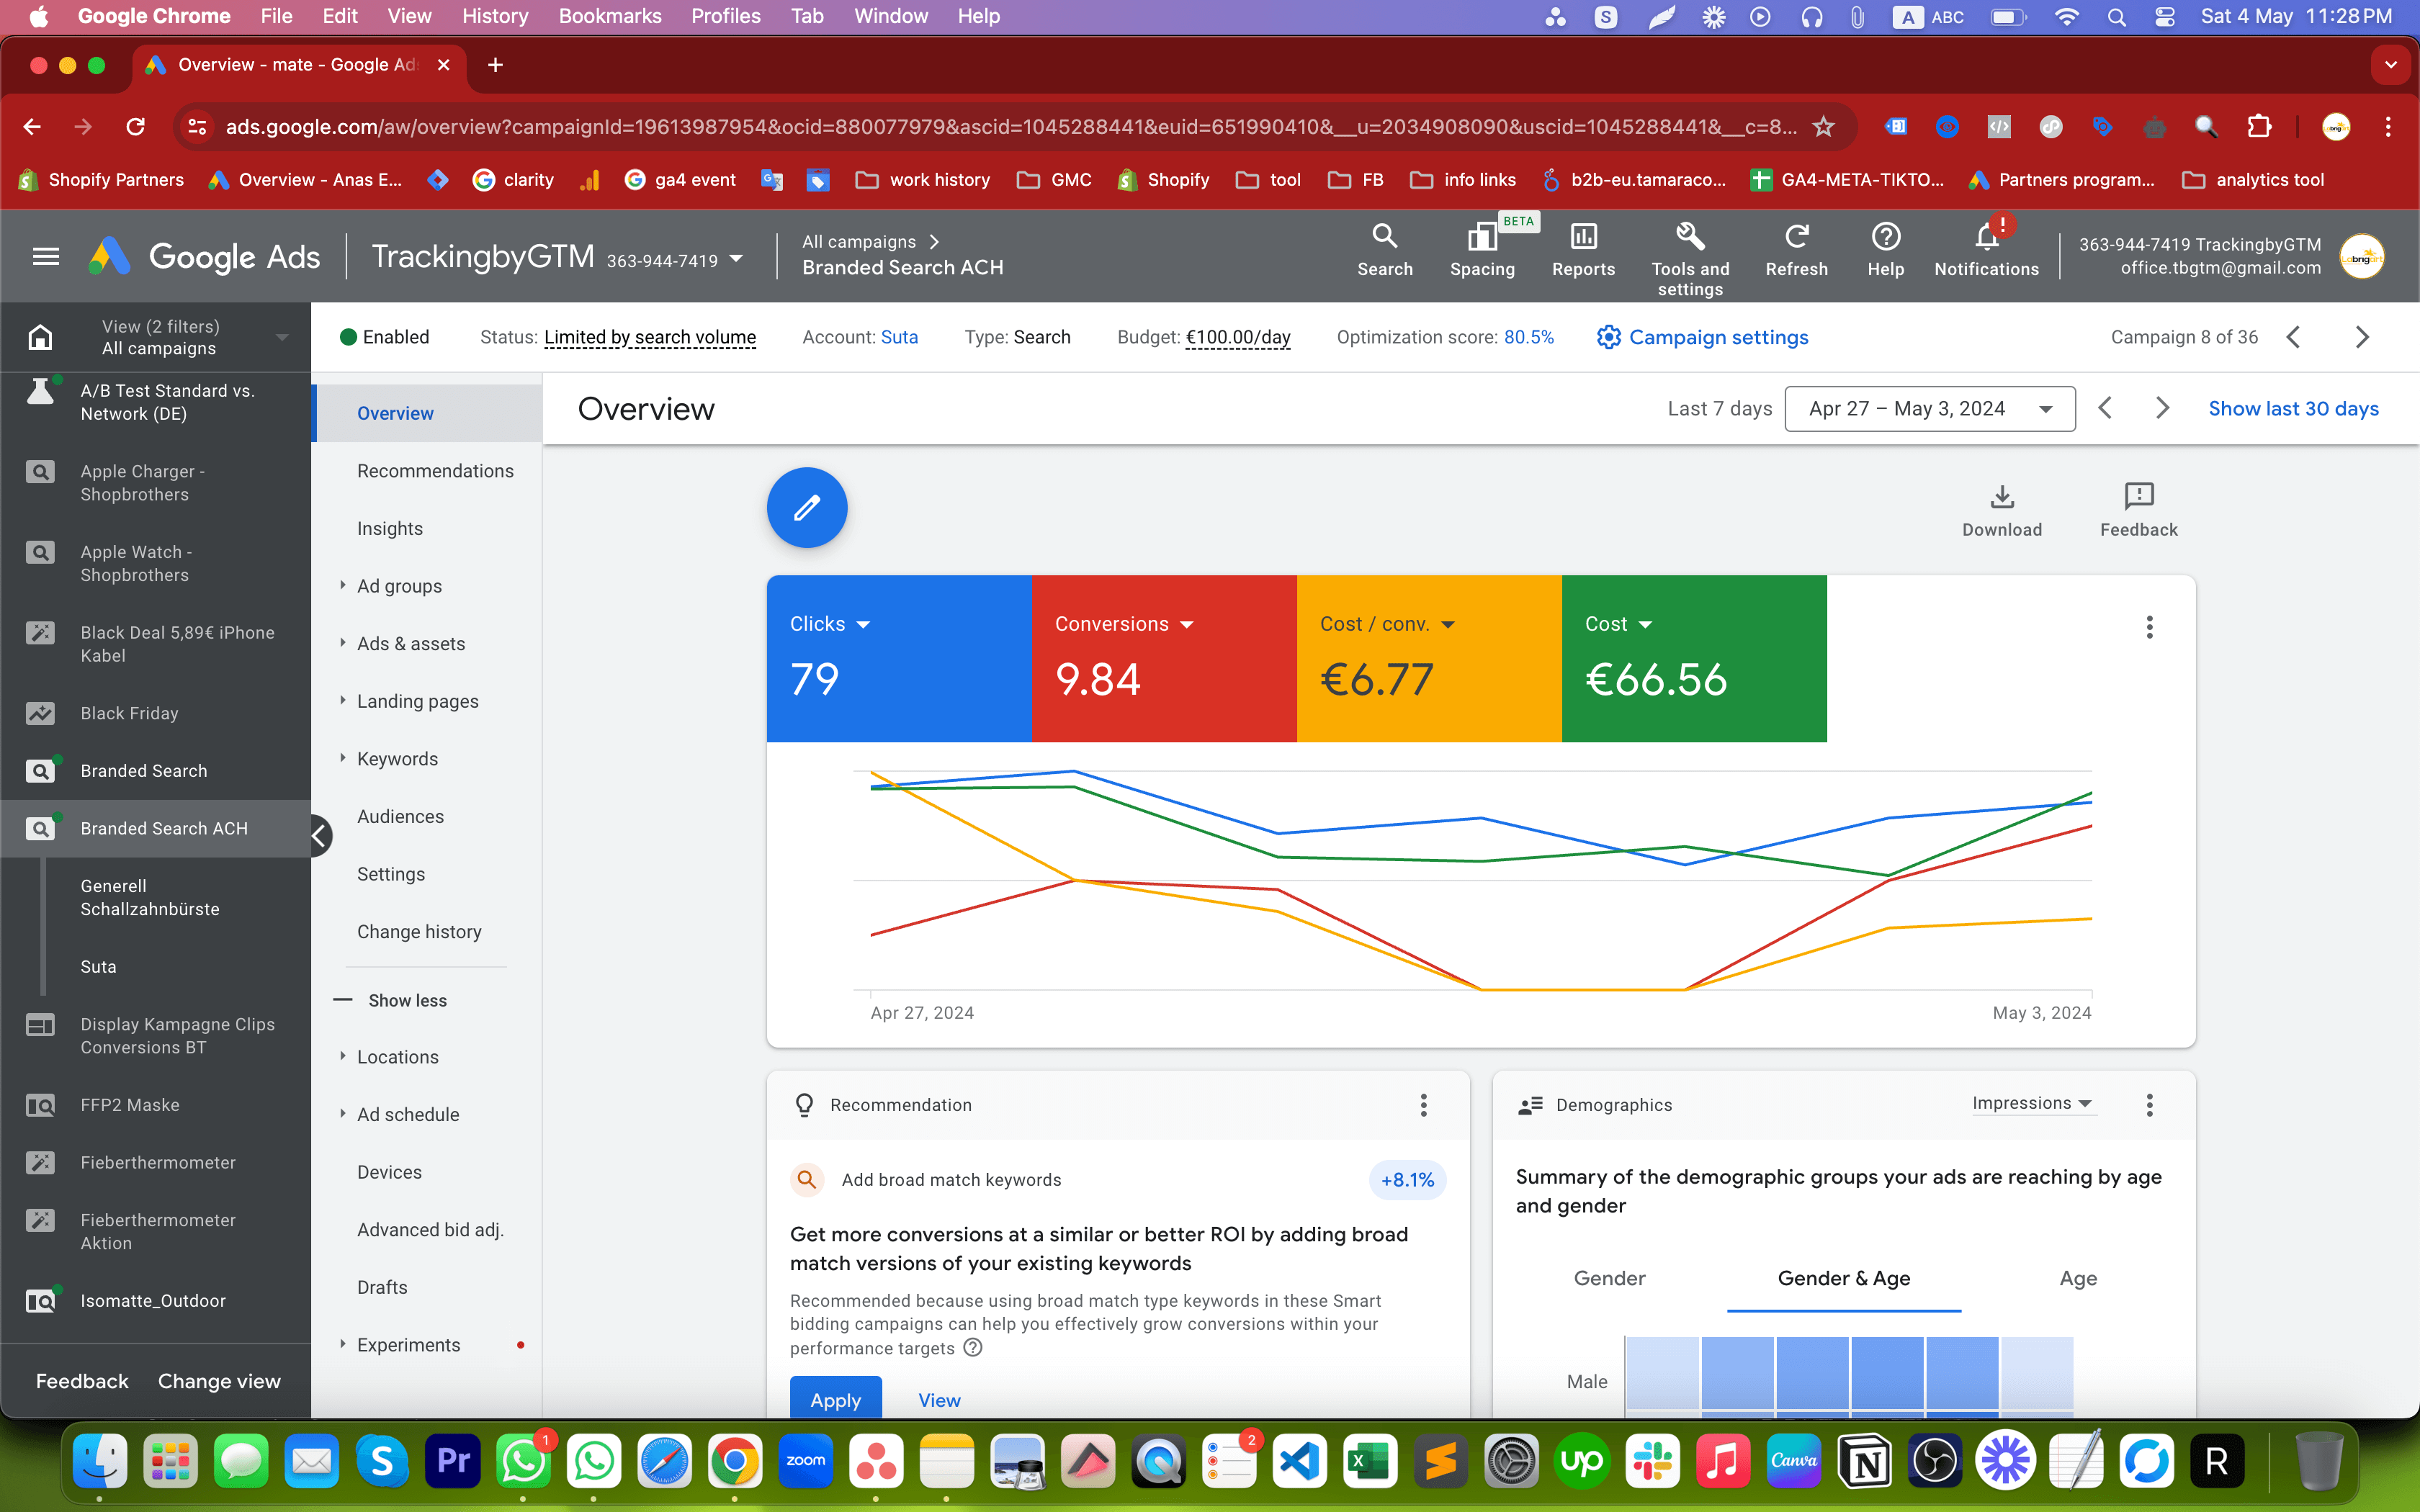 Google Chrome File Edit View History Bookmarks Profiles Tab Window Help
S A ABC Sat 4 May 11:28 PM
Overview - mate - Google Ad
ads.google.com/aw/overview?campaignId=19613987954&ocid=880077979&ascid=1045288441&euid=651990410&__u=2034908090&uscid=1045288441&__c=8...
Shopify Partners Overview - Anas E... clarity ga4 event work history GMC Shopify tool FB info links b2b-eu.tamaraco... GA4-META-TIKTO... Partners program... analytics tool
Google Ads TrackingbyGTM 363-944-7419
All campaigns
Branded Search ACH
Search
BETA
Spacing
Reports
Tools and
settings
Refresh
Help
!
Notifications
363-944-7419 TrackingbyGTM
office.tbgtm@gmail.com
View (2 filters)
All campaigns
Enabled Status: Limited by search volume Account: Suta Type: Search Budget: €100.00/day Optimization score: 80.5% Campaign settings Campaign 8 of 36
A/B Test Standard vs.
Network (DE)
Apple Charger -
Shopbrothers
Apple Watch -
Shopbrothers
Black Deal 5,89€ iPhone
Kabel
Black Friday
Branded Search
Branded Search ACH
Generell
Schallzahnbürste
Suta
Display Kampagne Clips
Conversions BT
FFP2 Maske
Fieberthermometer
Fieberthermometer
Aktion
Isomatte_Outdoor
Feedback Change view
Overview
Recommendations
Insights
Ad groups
Ads & assets
Landing pages
Keywords
Audiences
Settings
Change history
Show less
Locations
Ad schedule
Devices
Advanced bid adj.
Drafts
Experiments
Overview
Last 7 days Apr 27 – May 3, 2024 Show last 30 days
Download Feedback
Clicks
79
Conversions
9.84
Cost / conv.
€6.77
Cost
€66.56
Apr 27, 2024 May 3, 2024
Recommendation
Add broad match keywords +8.1%
Get more conversions at a similar or better ROI by adding broad
match versions of your existing keywords
Recommended because using broad match type keywords in these Smart
bidding campaigns can help you effectively grow conversions within your
performance targets
Apply View
Demographics Impressions
Summary of the demographic groups your ads are reaching by age
and gender
Gender Gender & Age Age
Male
S Pr 1 zoom 2 X up Canva N R